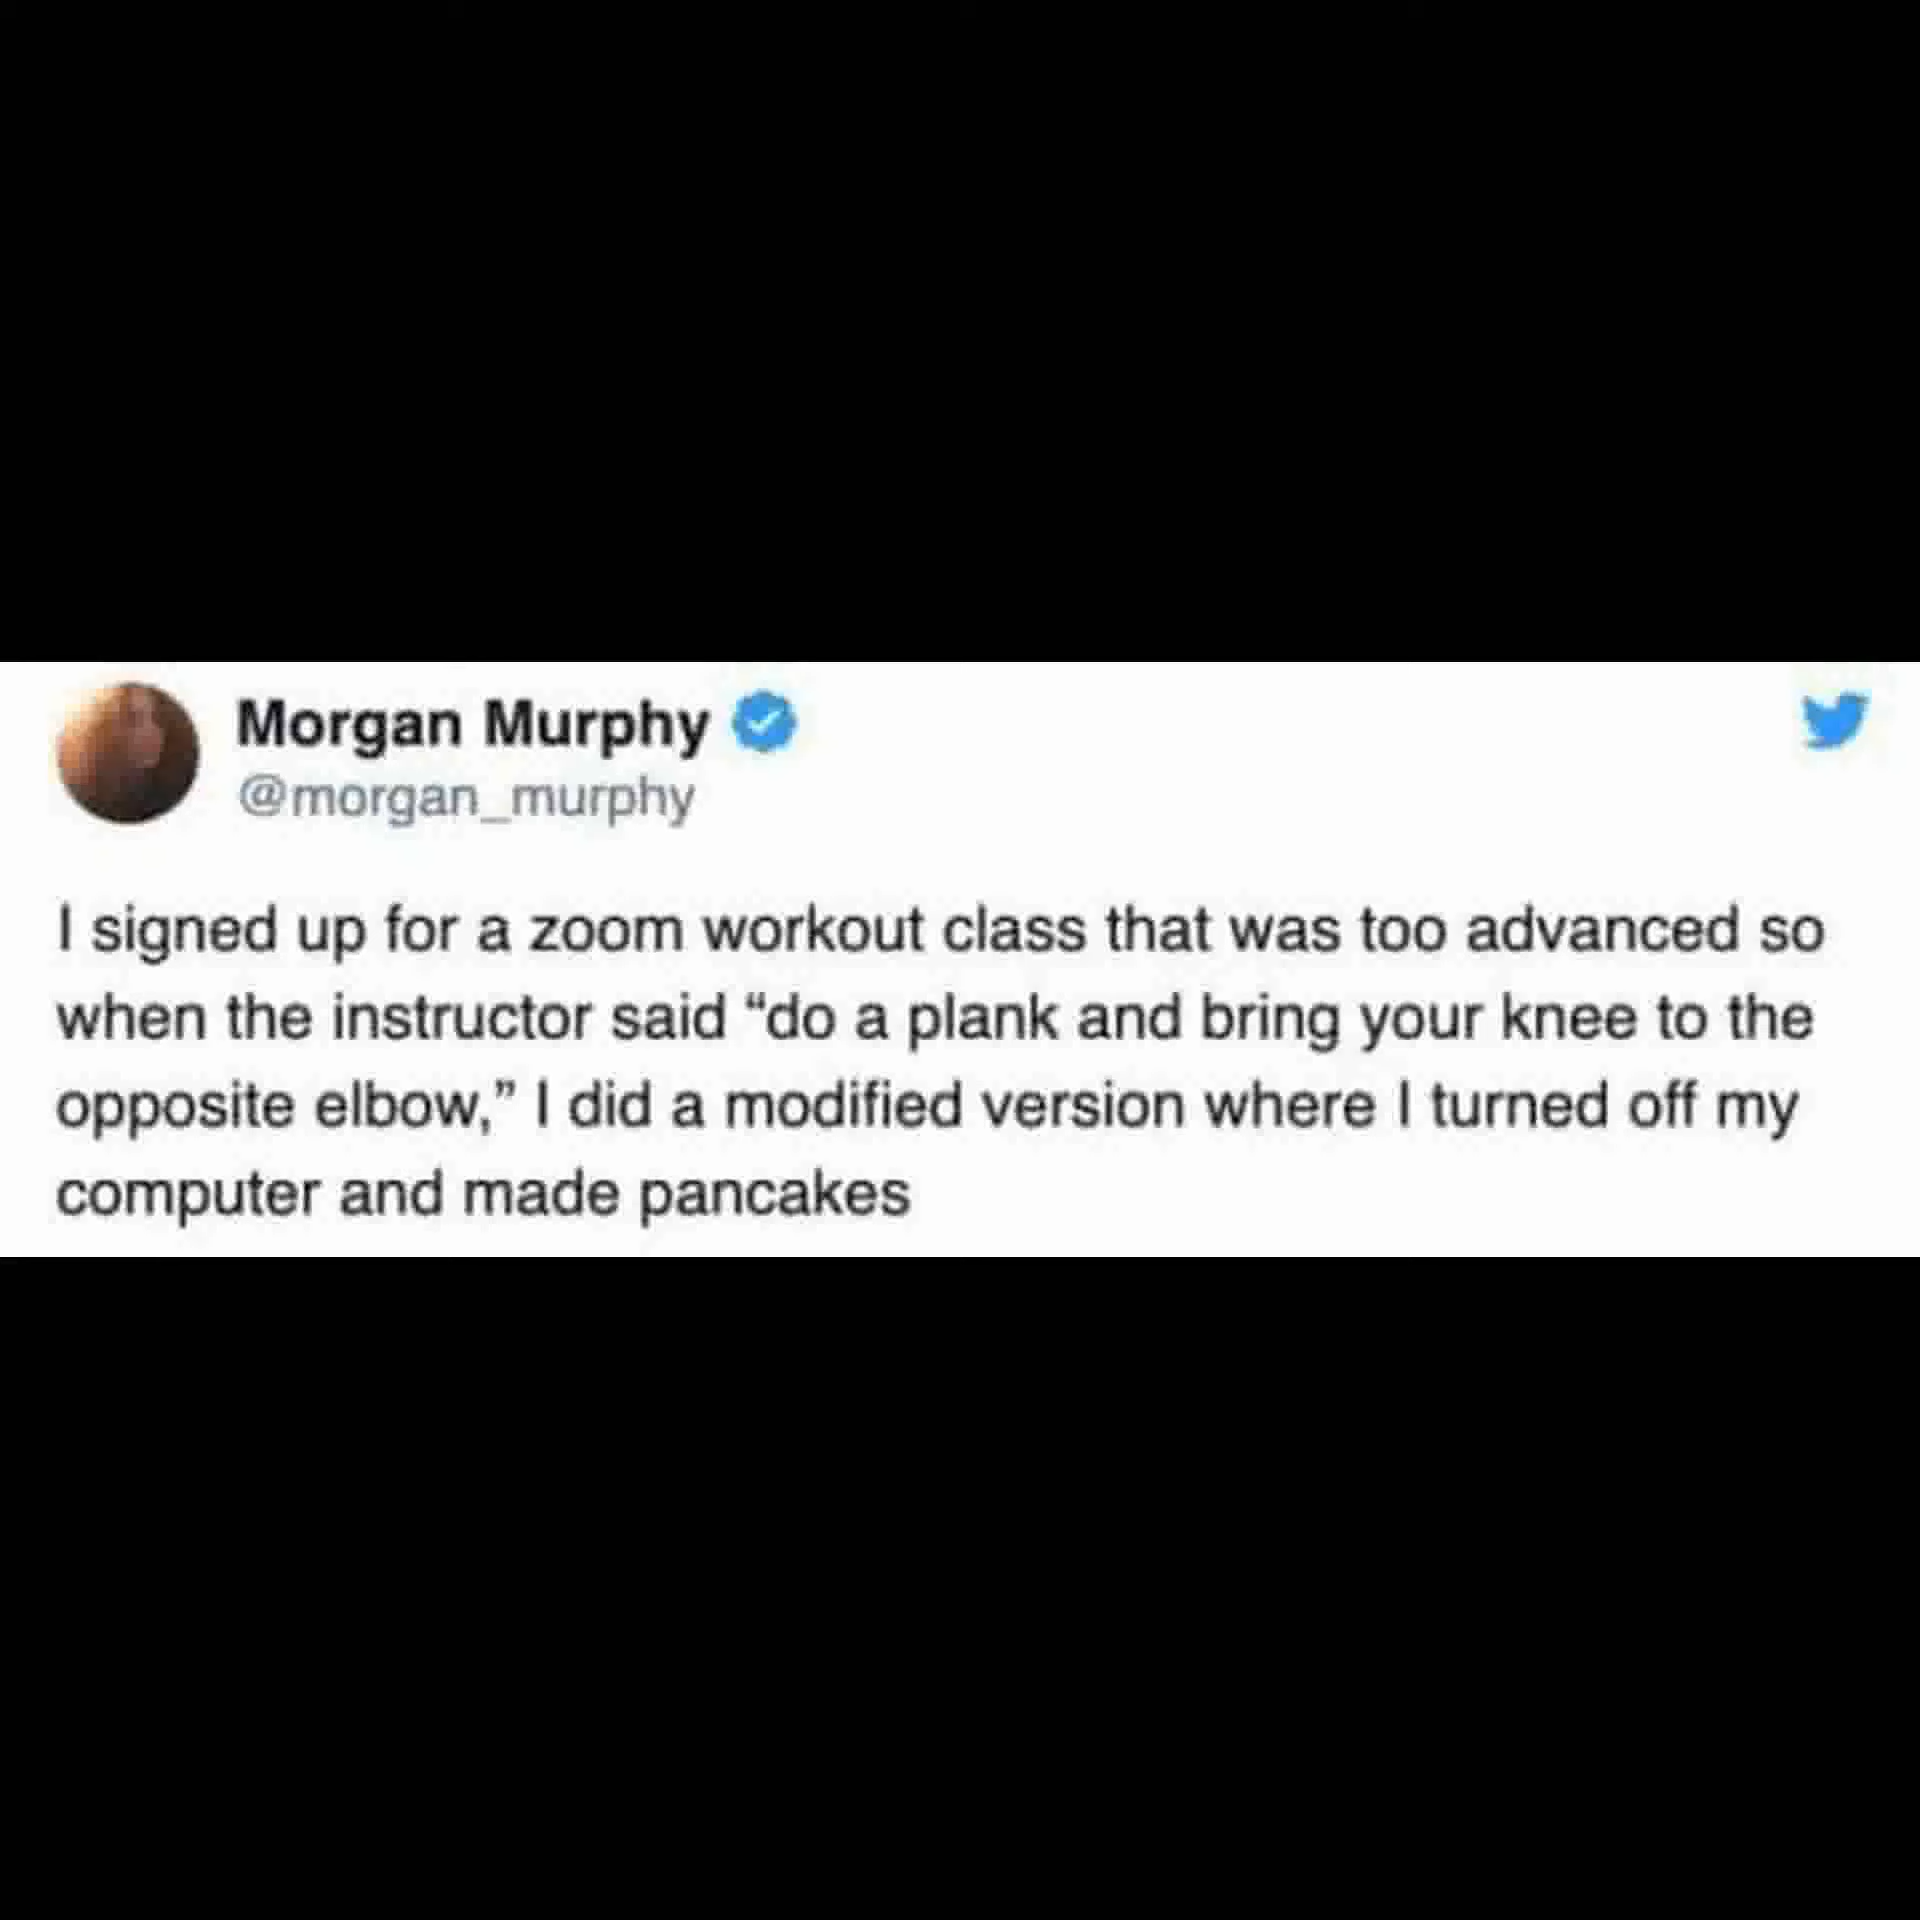 Morgan Murphy
@morgan_murphy
I signed up for a zoom workout class that was too advanced so
when the instructor said “do a plank and bring your knee to the
opposite elbow,” I did a modified version where I turned off my
computer and made pancakes